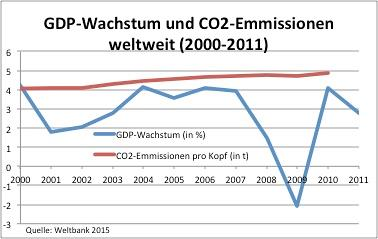 GDP-Wachstum und CO2-Emmissionen
weltweit (2000-2011)
6
5
4
3
2
1
0
-1
-2
-3
GDP-Wachstum (in %)
CO2-Emmissionen pro Kopf (in t)
2000 2001 2002 2003 2004 2005 2006 2007 2008 2009 2010 2011
Quelle: Weltbank 2015